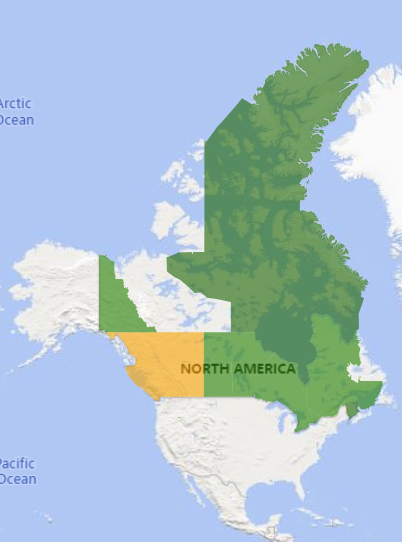 Arctic
Ocean
NORTH AMERICA
Pacific
Ocean